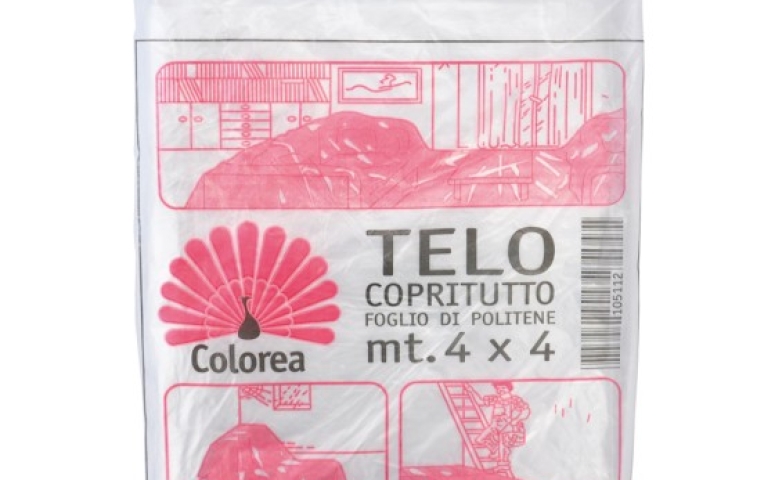 TELO
COPRITUTTO
FOGLIO DI POLITENE
mt. 4 x 4
Colorea
105112